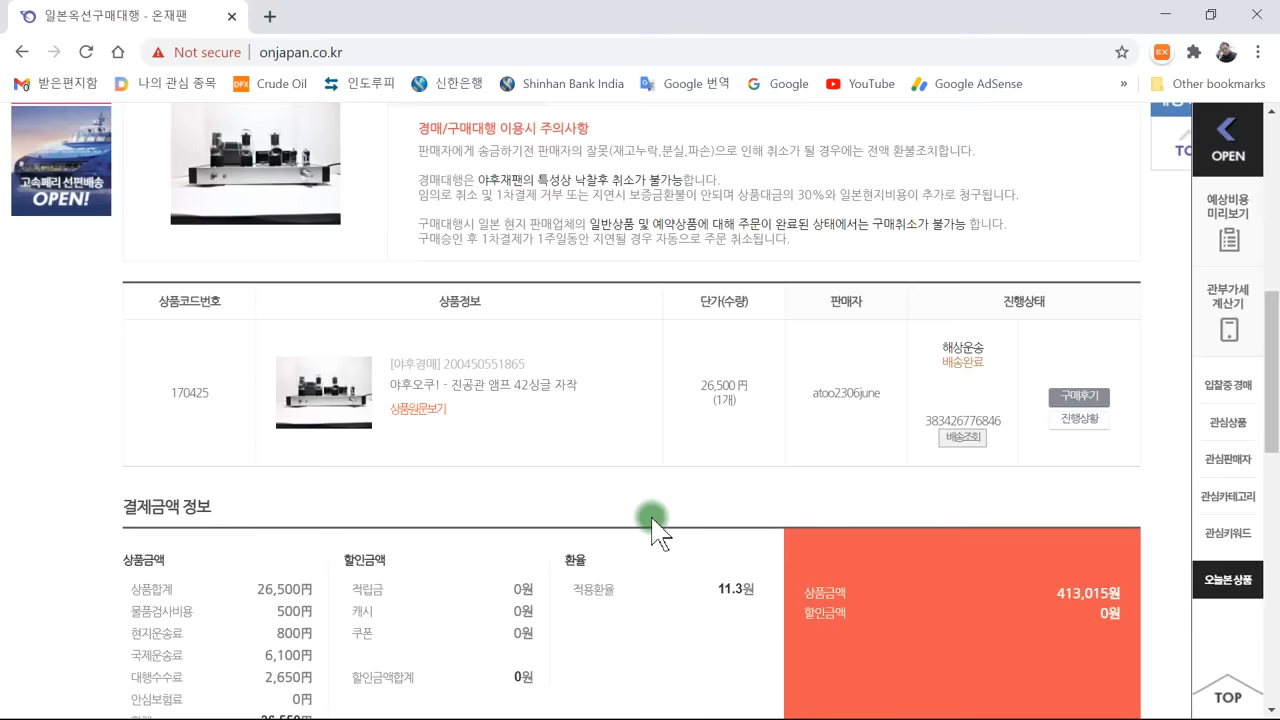 일본옥션구매대행 - 온재팬
Not secure
onjapan.co.kr
EX
받은편지함
나의 관심 종목
DFX
Crude Oil
인도루피
신한은행
Shinhan Bank India
Google 번역
Google
YouTube
Google AdSense
»
Other bookmarks
고속페리 선편배송
OPEN!
경매/구매대행 이용시 주의사항
판매자에게 송금하기전 판매자의 잘못(재고누락,분실,파손)으로 인해 취소가 될 경우에는 전액 환불조치합니다.
경매대행은 야후재팬의 특성상 낙찰후 취소가 불가능합니다.
임의로 취소 및 1차결제 거부 또는 지연시 보증금환불이 안되며 상품대금의 30%와 일본현지비용이 추가로 청구됩니다.
구매대행시 일본 현지 판매업체의 일반상품 및 예약상품에 대해 주문이 완료된 상태에서는 구매취소가 불가능 합니다.
구매승인 후 1차결제가 1주일동안 지연될 경우 자동으로 주문 취소됩니다.
상품코드번호
상품정보
단가(수량)
판매자
진행상태
170425
[야후경매] 200450551865
야후오쿠! - 진공관 앰프 42싱글 자작
상품원문보기
26,500 円
(1개)
atoo2306june
해상운송
배송완료
383426776846
배송조회
구매후기
진행상황
결제금액 정보
상품금액
상품합계 26,500円
물품검사비용 500円
현지운송료 800円
국제운송료 6,100円
대행수수료 2,650円
안심보험료 0円
할인금액
적립금 0원
캐시 0원
쿠폰 0원
할인금액합계 0원
환율
적용환율 11.3원
상품금액 413,015원
할인금액 0원
OPEN
예상비용
미리보기
관부가세
계산기
입찰중 경매
관심상품
관심판매자
관심카테고리
관심키워드
오늘본 상품
TOP